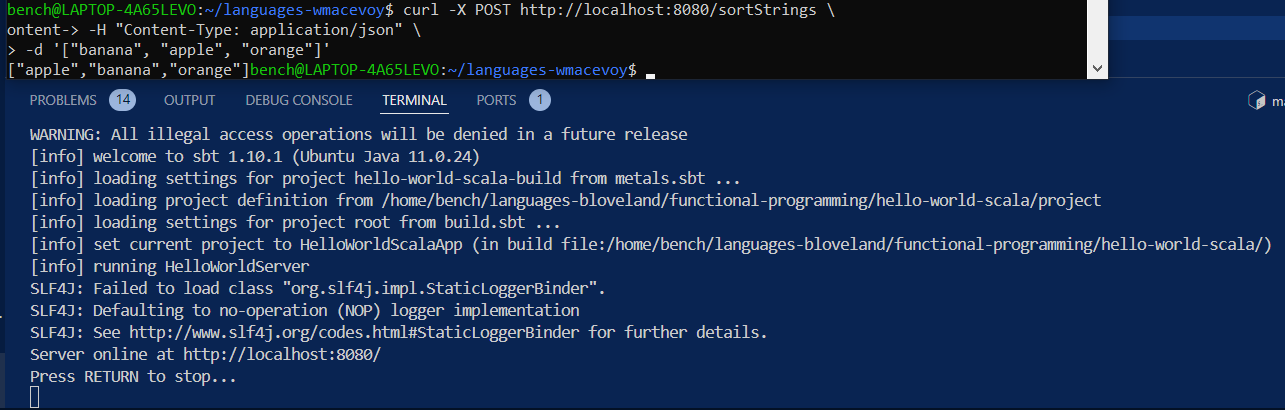 bench@LAPTOP-4A65LEVO:~/languages-wmacevoy$ curl -X POST http://localhost:8080/sortStrings \
ontent-> -H "Content-Type: application/json" \
> -d '["banana", "apple", "orange"]'
["apple","banana","orange"]bench@LAPTOP-4A65LEVO:~/languages-wmacevoy$
PROBLEMS 14 OUTPUT DEBUG CONSOLE TERMINAL PORTS 1 ma
WARNING: All illegal access operations will be denied in a future release
[info] welcome to sbt 1.10.1 (Ubuntu Java 11.0.24)
[info] loading settings for project hello-world-scala-build from metals.sbt ...
[info] loading project definition from /home/bench/languages-bloveland/functional-programming/hello-world-scala/project
[info] loading settings for project root from build.sbt ...
[info] set current project to HelloWorldScalaApp (in build file:/home/bench/languages-bloveland/functional-programming/hello-world-scala/)
[info] running HelloWorldServer
SLF4J: Failed to load class "org.slf4j.impl.StaticLoggerBinder".
SLF4J: Defaulting to no-operation (NOP) logger implementation
SLF4J: See http://www.slf4j.org/codes.html#StaticLoggerBinder for further details.
Server online at http://localhost:8080/
Press RETURN to stop...